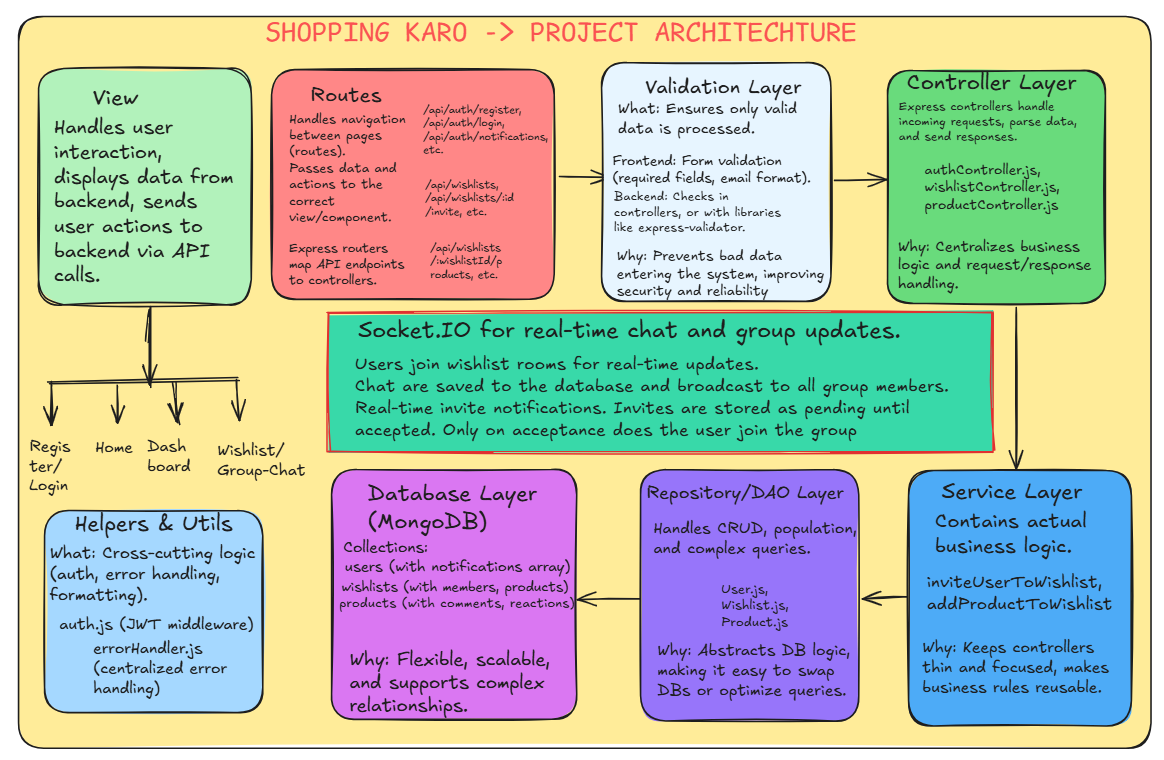 SHOPPING KARO -> PROJECT ARCHITECHTURE
View
Handles user
interaction,
displays data from
backend, sends
user actions to
backend via API
calls.
Routes
Handles navigation
between pages
(routes).
Passes data and
actions to the
correct
view/component.
Express routers
map API endpoints
to controllers.
/api/auth/register,
/api/auth/login,
/api/auth/notifications,
etc.
/api/wishlists,
/api/wishlists/:id
/invite, etc.
/api/wishlists
/:wishlistId/p
roducts, etc.
Validation Layer
What: Ensures only valid
data is processed.
Frontend: Form validation
(required fields, email format).
Backend: Checks in
controllers, or with libraries
like express-validator.
Why: Prevents bad data
entering the system, improving
security and reliability
Controller Layer
Express controllers handle
incoming requests, parse data,
and send responses.
authController.js,
wishlistController.js,
productController.js
Why: Centralizes business
logic and request/response
handling.
Socket.IO for real-time chat and group updates.
Users join wishlist rooms for real-time updates.
Chat are saved to the database and broadcast to all group members.
Real-time invite notifications. Invites are stored as pending until
accepted. Only on acceptance does the user join the group
Regis
ter/
Login
Home
Dash
board
Wishlist/
Group-Chat
Helpers & Utils
What: Cross-cutting logic
(auth, error handling,
formatting).
auth.js (JWT middleware)
errorHandler.js
(centralized error
handling)
Database Layer
(MongoDB)
Collections:
users (with notifications array)
wishlists (with members, products)
products (with comments, reactions)
Why: Flexible, scalable,
and supports complex
relationships.
Repository/DAO Layer
Handles CRUD, population,
and complex queries.
User.js,
Wishlist.js,
Product.js
Why: Abstracts DB logic,
making it easy to swap
DBs or optimize queries.
Service Layer
Contains actual
business logic.
inviteUserToWishlist,
addProductToWishlist
Why: Keeps controllers
thin and focused, makes
business rules reusable.